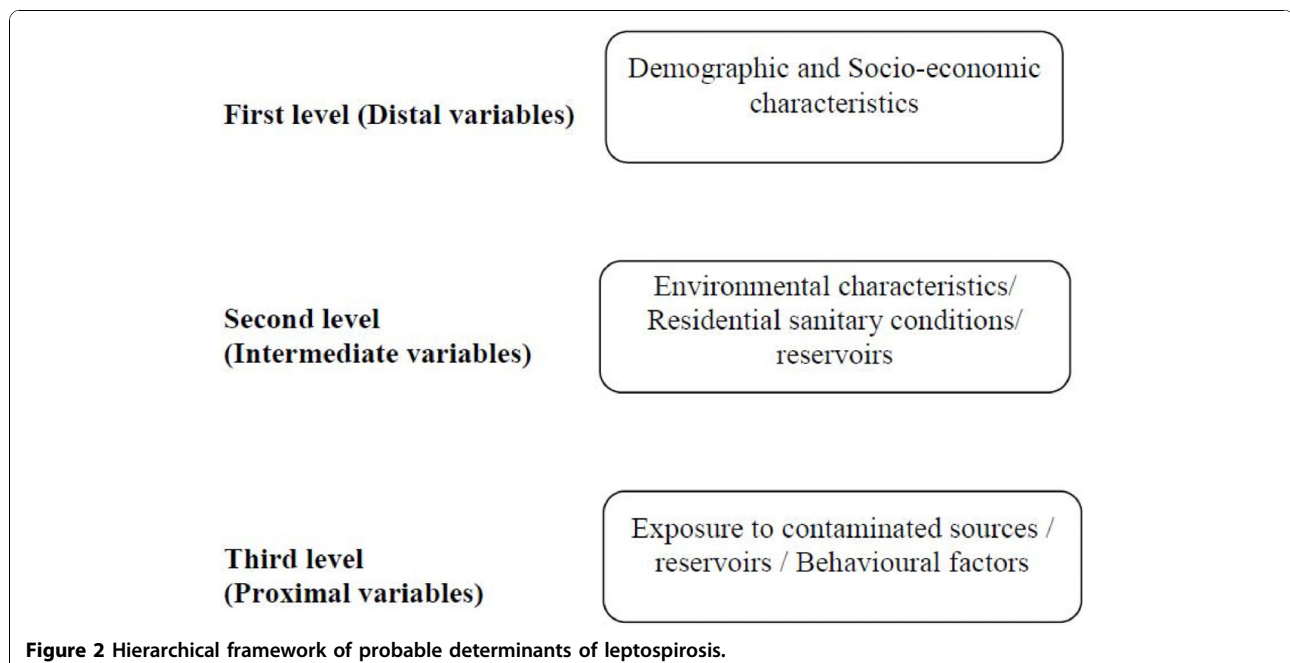 Demographic and Socio-economic
characteristics
First level (Distal variables)
Environmental characteristics/
Residential sanitary conditions/
reservoirs
Second level
(Intermediate variables)
Exposure to contaminated sources /
reservoirs / Behavioural factors
Third level
(Proximal variables)
Figure 2 Hierarchical framework of probable determinants of leptospirosis.